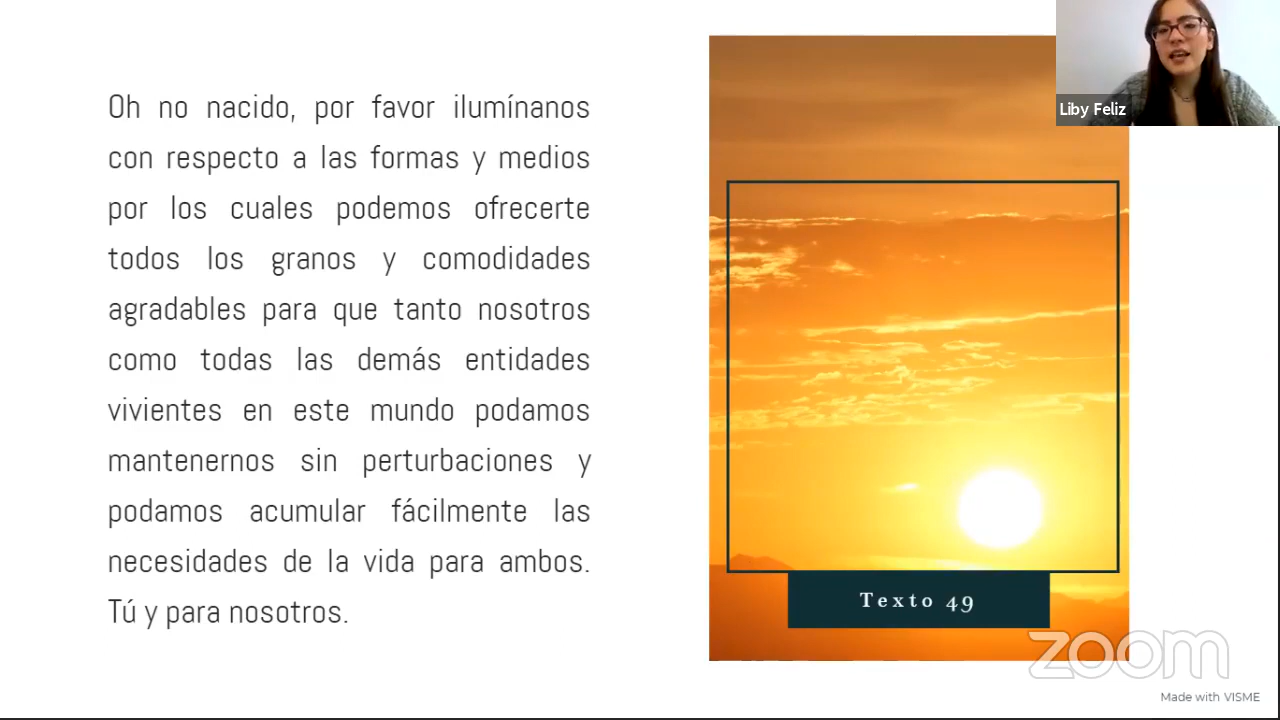 Oh no nacido, por favor ilumínanos
con respecto a las formas y medios
por los cuales podemos ofrecerte
todos los granos y comodidades
agradables para que tanto nosotros
como todas las demás entidades
vivientes en este mundo podamos
mantenernos sin perturbaciones y
podamos acumular fácilmente las
necesidades de la vida para ambos.
Tú y para nosotros.
Liby Feliz
Texto 49
zoom
Made with VISME